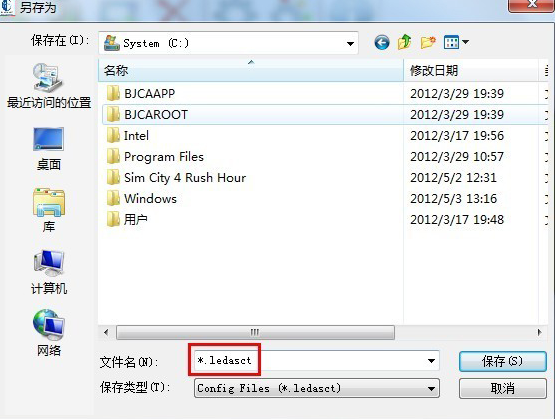 另存为
保存在(I): System (C:)
名称 修改日期
最近访问的位置
桌面
库
计算机
网络
BJCAAPP 2012/3/29 19:39
BJCAROOT 2012/3/29 19:39
Intel 2012/3/17 19:56
Program Files 2012/3/29 10:57
Sim City 4 Rush Hour 2012/5/2 12:31
Windows 2012/5/3 13:16
用户 2012/3/17 19:48
文件名(N): *.ledasct 保存(S)
保存类型(T): Config Files (*.ledasct) 取消